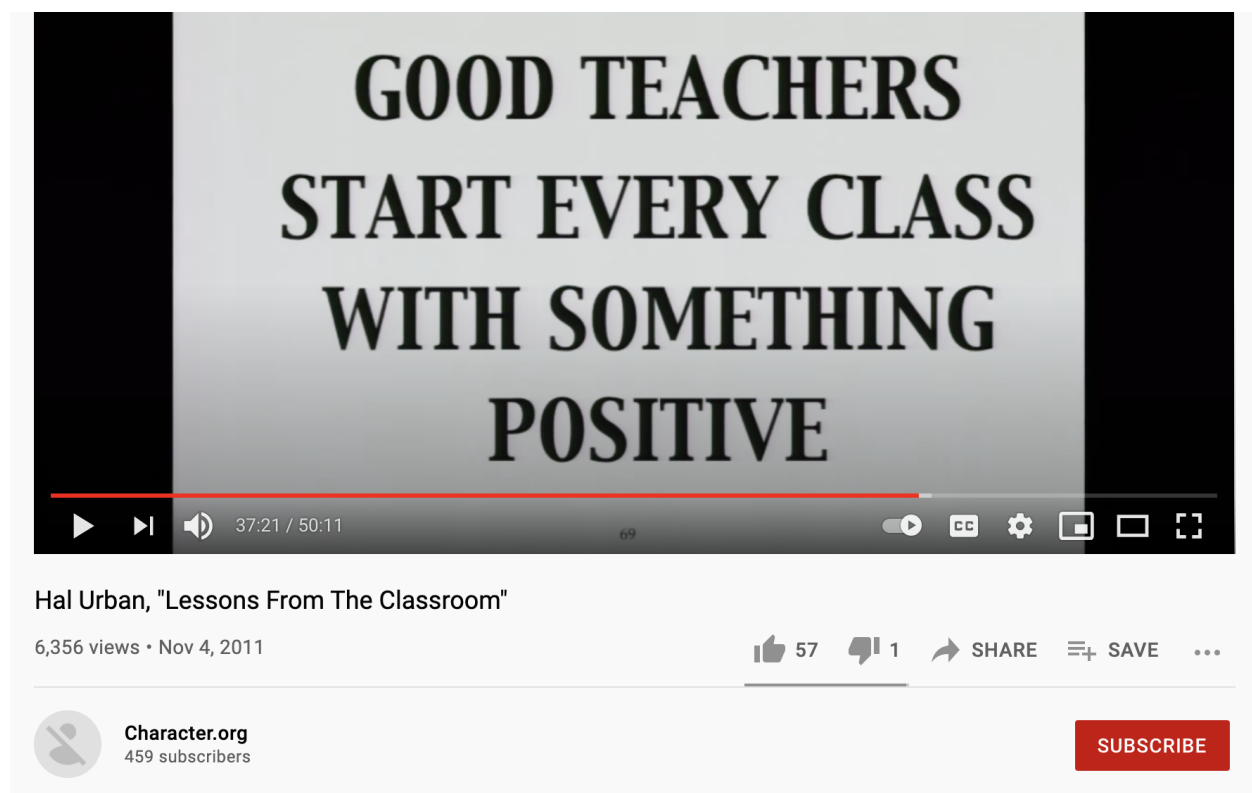 GOOD TEACHERS
START EVERY CLASS
WITH SOMETHING
POSITIVE
37:21 / 50:11
69
CC
Hal Urban, "Lessons From The Classroom"
6,356 views • Nov 4, 2011
57 1 SHARE SAVE
Character.org
459 subscribers
SUBSCRIBE